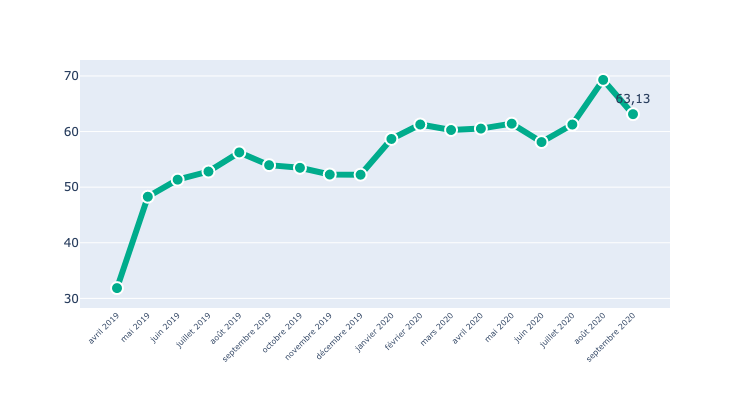 70
60
50
40
30
63,13
avril 2019
mai 2019
juin 2019
juillet 2019
août 2019
septembre 2019
octobre 2019
novembre 2019
décembre 2019
janvier 2020
février 2020
mars 2020
avril 2020
mai 2020
juin 2020
juillet 2020
août 2020
septembre 2020